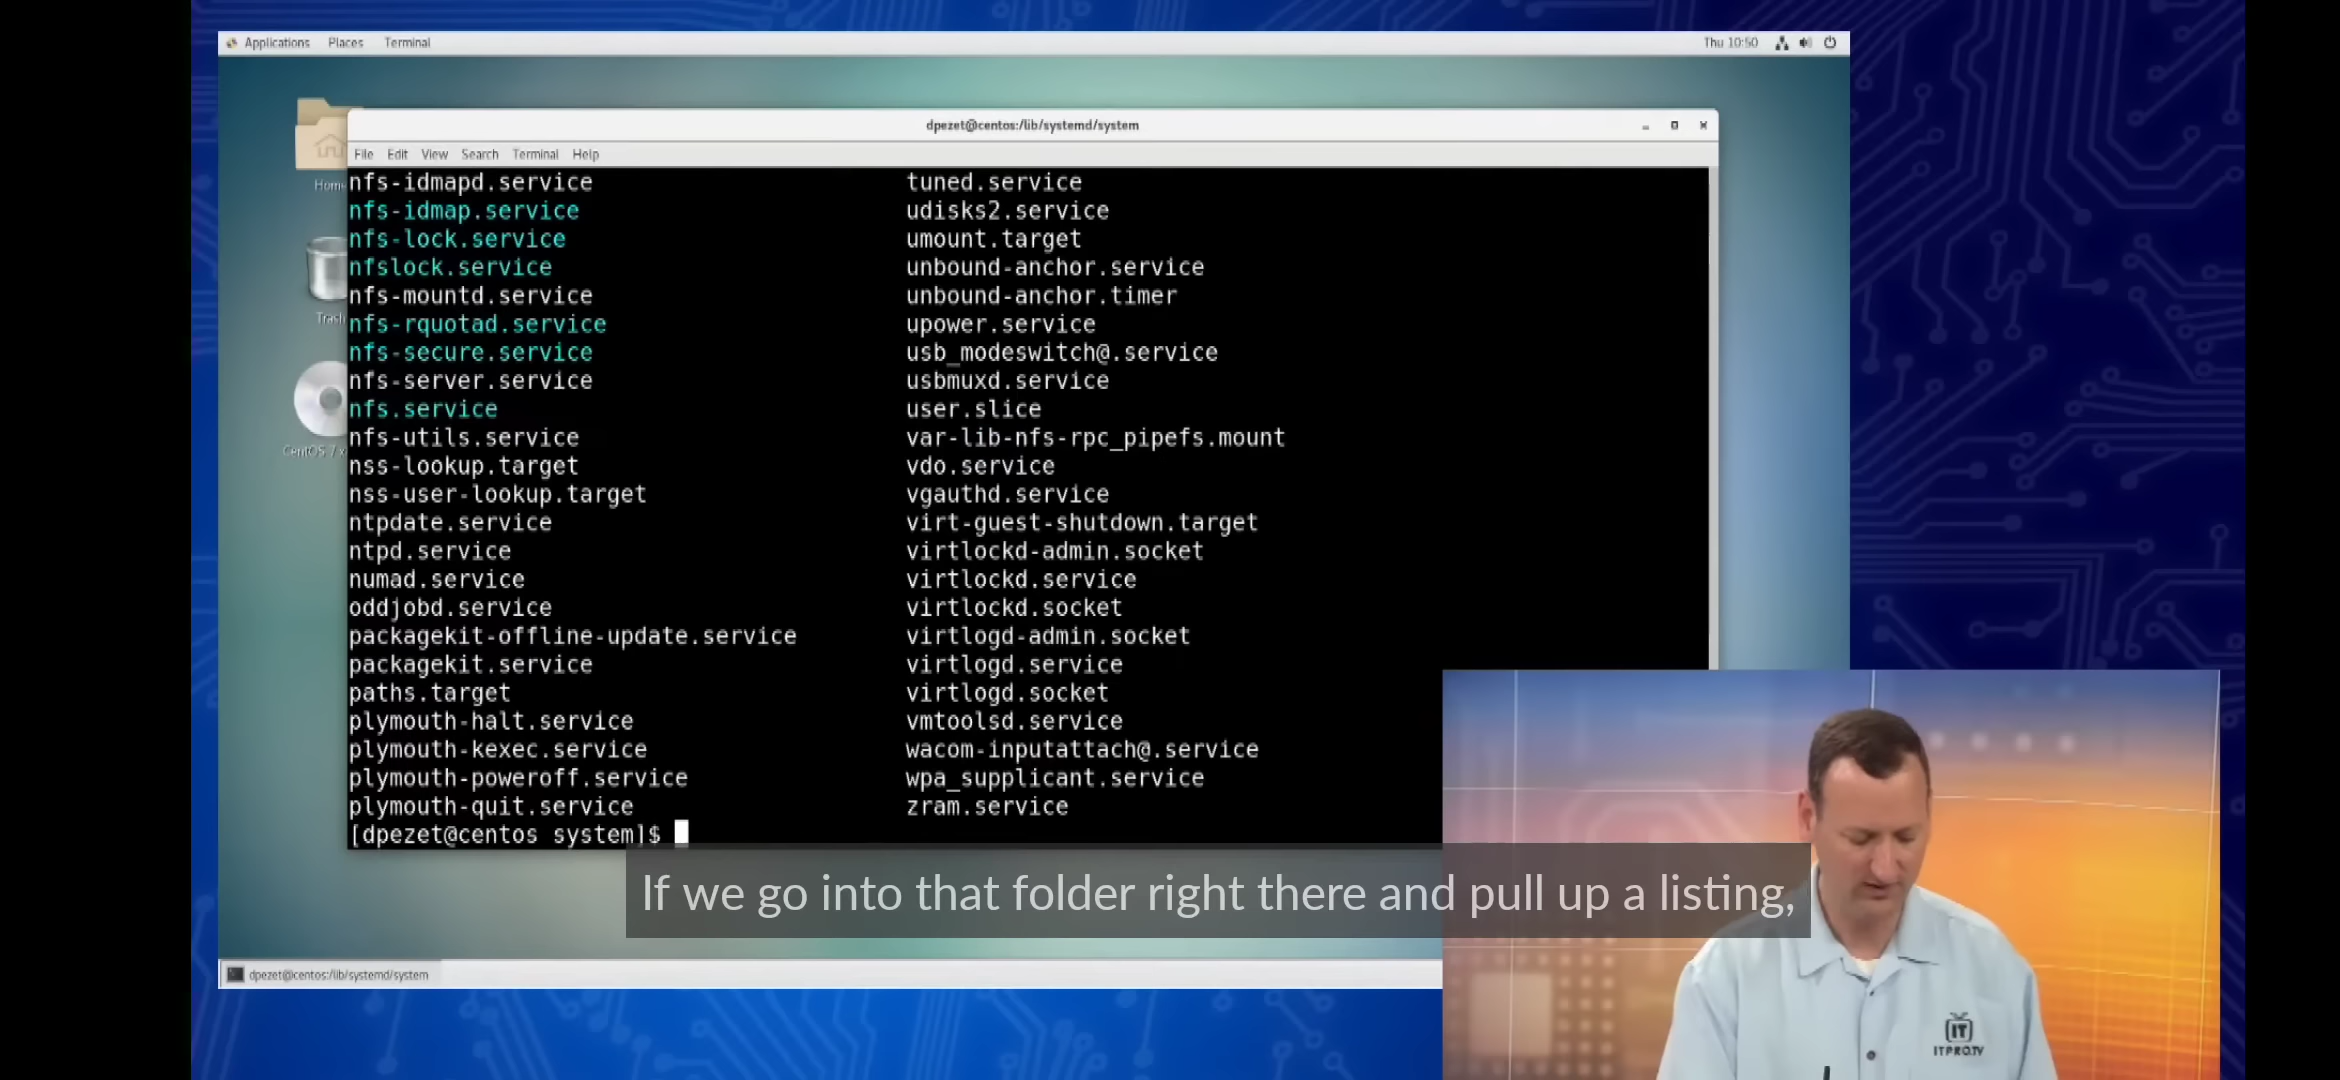 Applications Places Terminal
Thu 10:50
dpezet@centos:/lib/systemd/system
File Edit View Search Terminal Help
Home
Trash
CentOS 7 x
nfs-idmapd.service
nfs-idmap.service
nfs-lock.service
nfslock.service
nfs-mountd.service
nfs-rquotad.service
nfs-secure.service
nfs-server.service
nfs.service
nfs-utils.service
nss-lookup.target
nss-user-lookup.target
ntpdate.service
ntpd.service
numad.service
oddjobd.service
packagekit-offline-update.service
packagekit.service
paths.target
plymouth-halt.service
plymouth-kexec.service
plymouth-poweroff.service
plymouth-quit.service
tuned.service
udisks2.service
umount.target
unbound-anchor.service
unbound-anchor.timer
upower.service
usb_modeswitch@.service
usbmuxd.service
user.slice
var-lib-nfs-rpc_pipefs.mount
vdo.service
vgauthd.service
virt-guest-shutdown.target
virtlockd-admin.socket
virtlockd.service
virtlockd.socket
virtlogd-admin.socket
virtlogd.service
virtlogd.socket
vmtoolsd.service
wacom-inputattach@.service
wpa_supplicant.service
zram.service
[dpezet@centos system]$
If we go into that folder right there and pull up a listing,
dpezet@centos:/lib/systemd/system
IT
ITPRO.TV